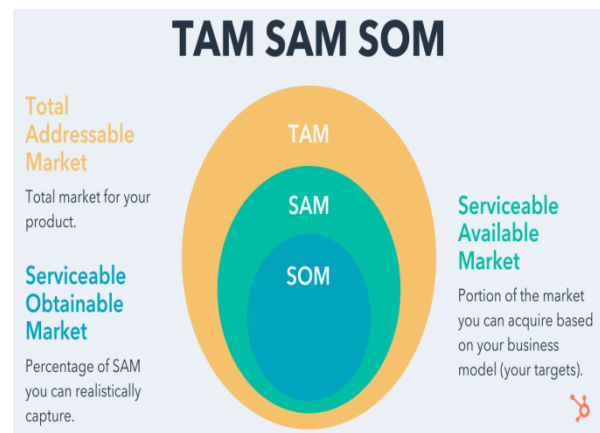 TAM SAM SOM
Total
Addressable
Market
Total market for your
product.
Serviceable
Obtainable
Market
Percentage of SAM
you can realistically
capture.
TAM
SAM
SOM
Serviceable
Available
Market
Portion of the market
you can acquire based
on your business
model (your targets).